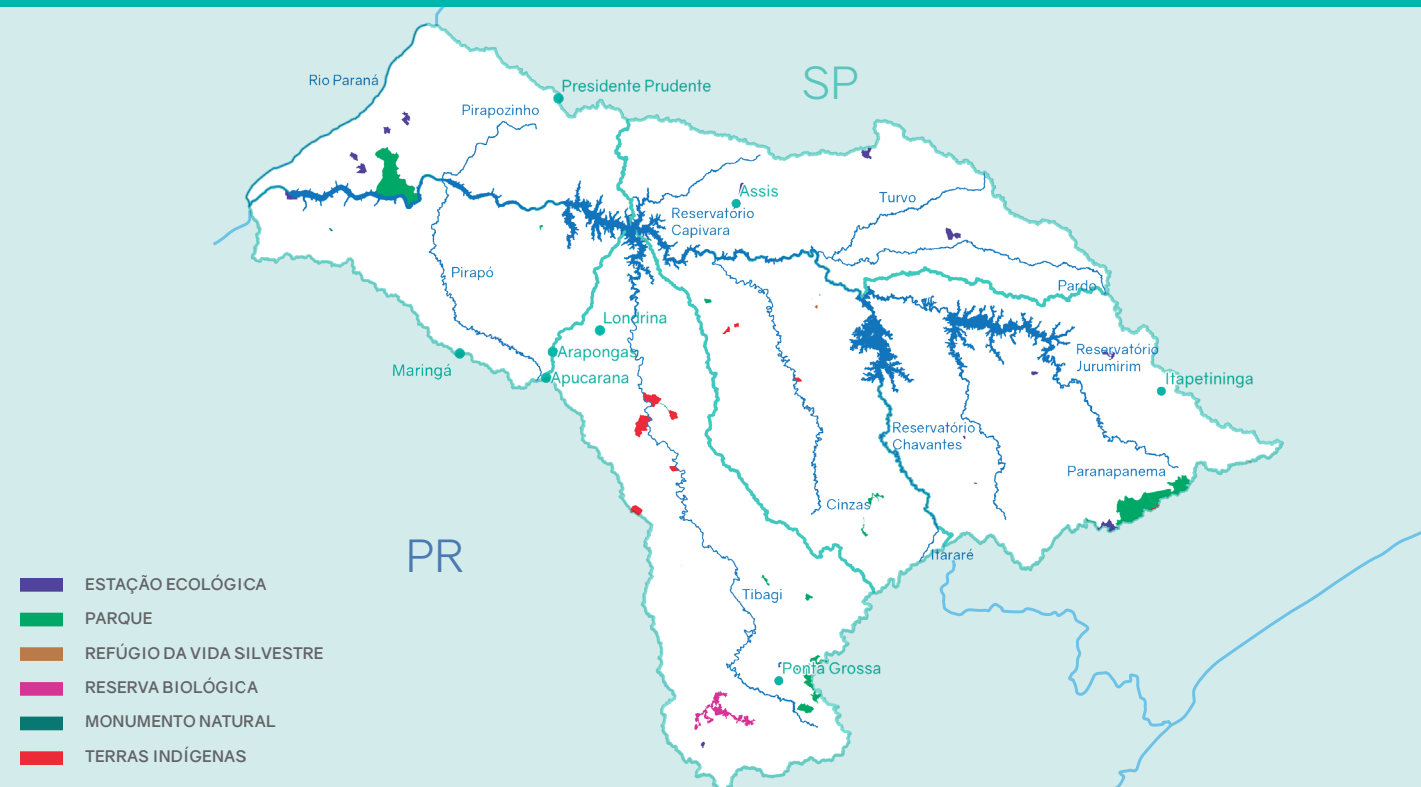 Rio Paraná
Presidente Prudente
SP
Pirapozinho
Assis
Turvo
Reservatório
Capivara
Pirapó
Pardo
Londrina
Arapongas
Maringá
Apucarana
Reservatório
Jurumirim
Itapetininga
Reservatório
Chavantes
Paranapanema
Cinzas
PR
Itararé
Tibagi
Ponta Grossa
ESTAÇÃO ECOLÓGICA
PARQUE
REFÚGIO DA VIDA SILVESTRE
RESERVA BIOLÓGICA
MONUMENTO NATURAL
TERRAS INDÍGENAS